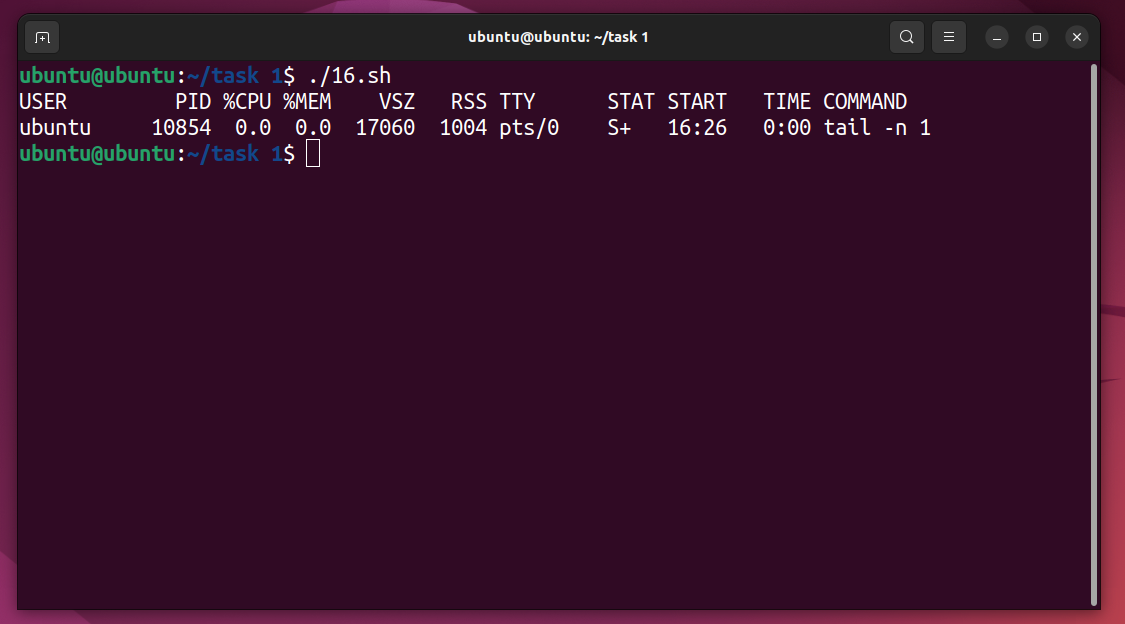 ubuntu@ubuntu: ~/task 1
ubuntu@ubuntu:~/task 1$ ./16.sh
USER         PID %CPU %MEM    VSZ   RSS TTY      STAT START   TIME COMMAND
ubuntu     10854  0.0  0.0  17060  1004 pts/0    S+   16:26   0:00 tail -n 1
ubuntu@ubuntu:~/task 1$